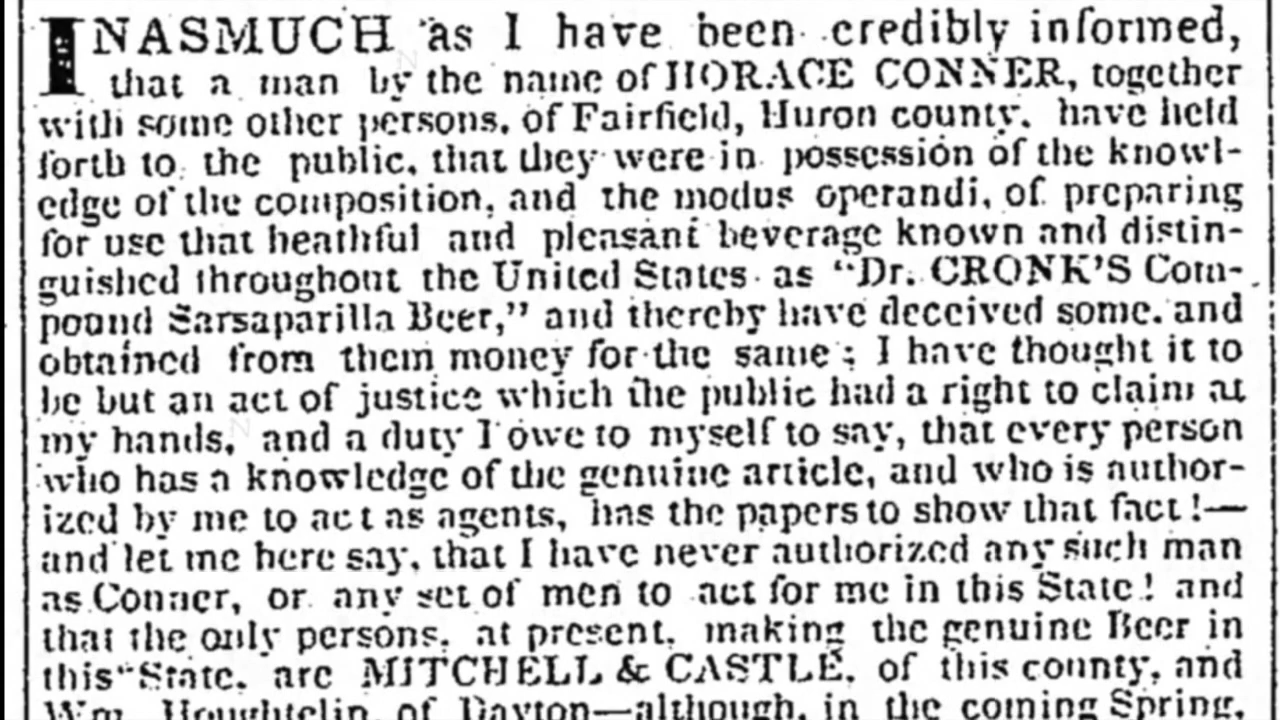 INASMUCH as I have been credibly informed,
that a man by the name of HORACE CONNER, together
with some other persons, of Fairfield, Huron county, have held
forth to the public, that they were in possession of the knowl-
edge of the composition, and the modus operandi, of preparing
for use that heathful and pleasant beverage known and distin-
guished throughout the United States as "Dr. CRONK'S Com-
pound Sarsaparilla Beer," and thereby have deceived some, and
obtained from them money for the same; I have thought it to
be but an act of justice which the public had a right to claim at
my hands, and a duty I owe to myself to say, that every person
who has a knowledge of the genuine article, and who is author-
ized by me to act as agents, has the papers to show that fact!—
and let me here say, that I have never authorized any such man
as Conner, or any set of men to act for me in this State! and
that the only persons, at present, making the genuine Beer in
this State, are MITCHELL & CASTLE, of this county, and
Wm. Houghtelin, of Dayton—although, in the coming Spring,